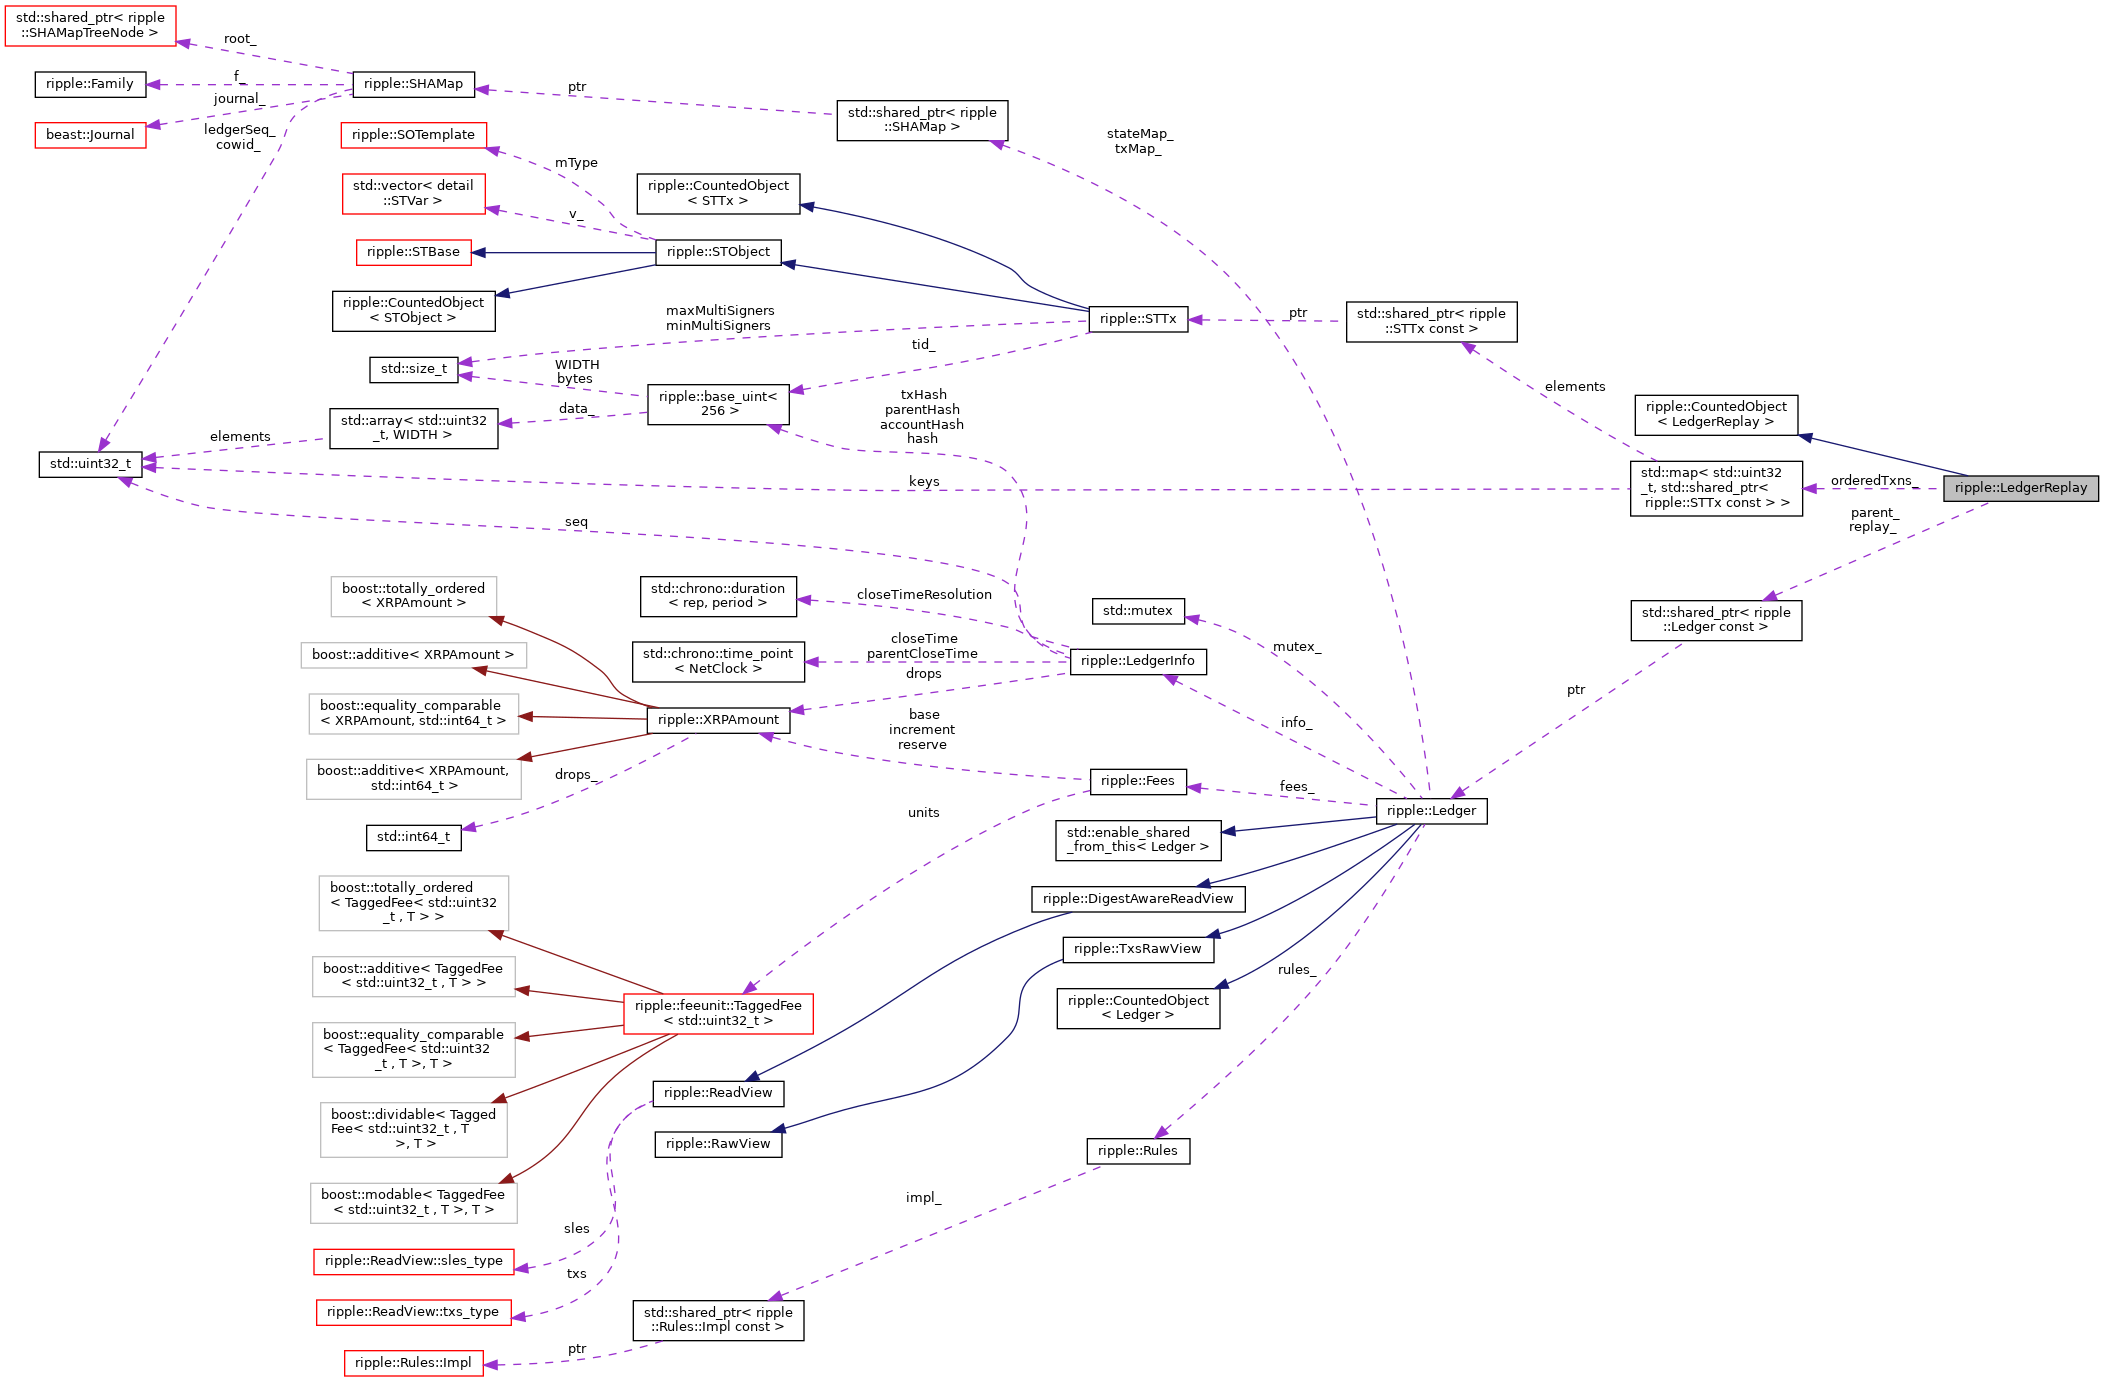 std::shared_ptr< ripple
::SHAMapTreeNode >
root_
ripple::Family
f_
ripple::SHAMap
journal_
beast::Journal
ledgerSeq_
cowid_
ptr
std::shared_ptr< ripple
::SHAMap >
stateMap_
txMap_
ripple::SOTemplate
mType
std::vector< detail
::STVar >
v_
ripple::CountedObject
< STTx >
ripple::STBase
ripple::STObject
ripple::CountedObject
< STObject >
maxMultiSigners
minMultiSigners
ripple::STTx
ptr
std::shared_ptr< ripple
::STTx const >
tid_
std::size_t
WIDTH
bytes
ripple::base_uint<
256 >
data_
std::array< std::uint32
_t, WIDTH >
txHash
parentHash
accountHash
hash
elements
ripple::CountedObject
< LedgerReplay >
elements
std::uint32_t
keys
std::map< std::uint32
_t, std::shared_ptr<
ripple::STTx const > >
orderedTxns_
ripple::LedgerReplay
seq
parent_
replay_
boost::totally_ordered
< XRPAmount >
std::chrono::duration
< rep, period >
closeTimeResolution
std::mutex
std::shared_ptr< ripple
::Ledger const >
boost::additive< XRPAmount >
std::chrono::time_point
< NetClock >
closeTime
parentCloseTime
ripple::LedgerInfo
mutex_
drops
ptr
boost::equality_comparable
< XRPAmount, std::int64_t >
ripple::XRPAmount
base
increment
reserve
info_
boost::additive< XRPAmount,
std::int64_t >
drops_
ripple::Fees
fees_
ripple::Ledger
units
std::int64_t
std::enable_shared
_from_this< Ledger >
boost::totally_ordered
< TaggedFee< std::uint32
_t , T > >
ripple::DigestAwareReadView
ripple::TxsRawView
boost::additive< TaggedFee
< std::uint32_t , T > >
rules_
ripple::feeunit::TaggedFee
< std::uint32_t >
ripple::CountedObject
< Ledger >
boost::equality_comparable
< TaggedFee< std::uint32
_t , T >, T >
ripple::ReadView
boost::dividable< Tagged
Fee< std::uint32_t , T
>, T >
ripple::RawView
ripple::Rules
boost::modable< TaggedFee
< std::uint32_t , T >, T >
impl_
sles
ripple::ReadView::sles_type
txs
ripple::ReadView::txs_type
std::shared_ptr< ripple
::Rules::Impl const >
ptr
ripple::Rules::Impl